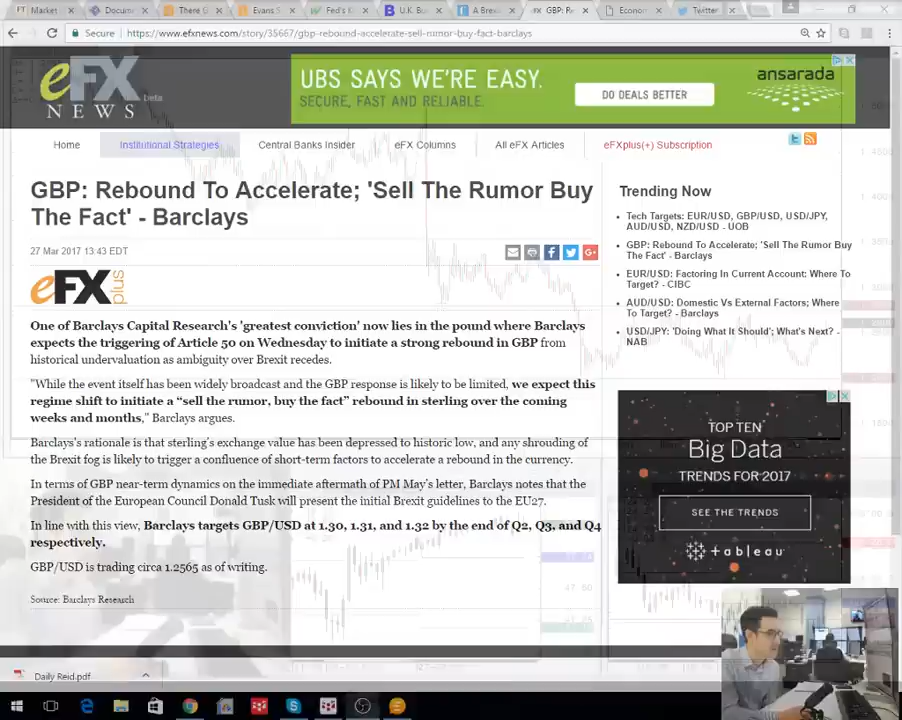 Market
Docum
There G
Evans S
Fed's K
U.K. Bu
A Brex
GBP: Re
Econom
Twitter
Secure
https://www.efxnews.com/story/35667/gbp-rebound-accelerate-sell-rumor-buy-fact-barclays
eFX
NEWS beta
UBS SAYS WE'RE EASY.
SECURE, FAST AND RELIABLE.
DO DEALS BETTER
ansarada
Home
Institutional Strategies
Central Banks Insider
eFX Columns
All eFX Articles
eFXplus(+) Subscription
GBP: Rebound To Accelerate; 'Sell The Rumor Buy
The Fact' - Barclays
27 Mar 2017 13:43 EDT
eFX plus
One of Barclays Capital Research's 'greatest conviction' now lies in the pound where Barclays
expects the triggering of Article 50 on Wednesday to initiate a strong rebound in GBP from
historical undervaluation as ambiguity over Brexit recedes.
"While the event itself has been widely broadcast and the GBP response is likely to be limited, we expect this
regime shift to initiate a “sell the rumor, buy the fact” rebound in sterling over the coming
weeks and months," Barclays argues.
Barclays's rationale is that sterling's exchange value has been depressed to historic low, and any shrouding of
the Brexit fog is likely to trigger a confluence of short-term factors to accelerate a rebound in the currency.
In terms of GBP near-term dynamics on the immediate aftermath of PM May's letter, Barclays notes that the
President of the European Council Donald Tusk will present the initial Brexit guidelines to the EU27.
In line with this view, Barclays targets GBP/USD at 1.30, 1.31, and 1.32 by the end of Q2, Q3, and Q4
respectively.
GBP/USD is trading circa 1.2565 as of writing.
Source: Barclays Research
Trending Now
Tech Targets: EUR/USD, GBP/USD, USD/JPY,
AUD/USD, NZD/USD - UOB
GBP: Rebound To Accelerate; 'Sell The Rumor Buy
The Fact' - Barclays
EUR/USD: Factoring In Current Account: Where To
Target? - CIBC
AUD/USD: Domestic Vs External Factors; Where
To Target? - Barclays
USD/JPY: 'Doing What It Should'; What's Next? -
NAB
TOP TEN
Big Data
TRENDS FOR 2017
SEE THE TRENDS
tableau
Daily Reid.pdf